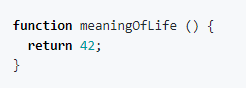 function meaningOfLife () {
  return 42;
}